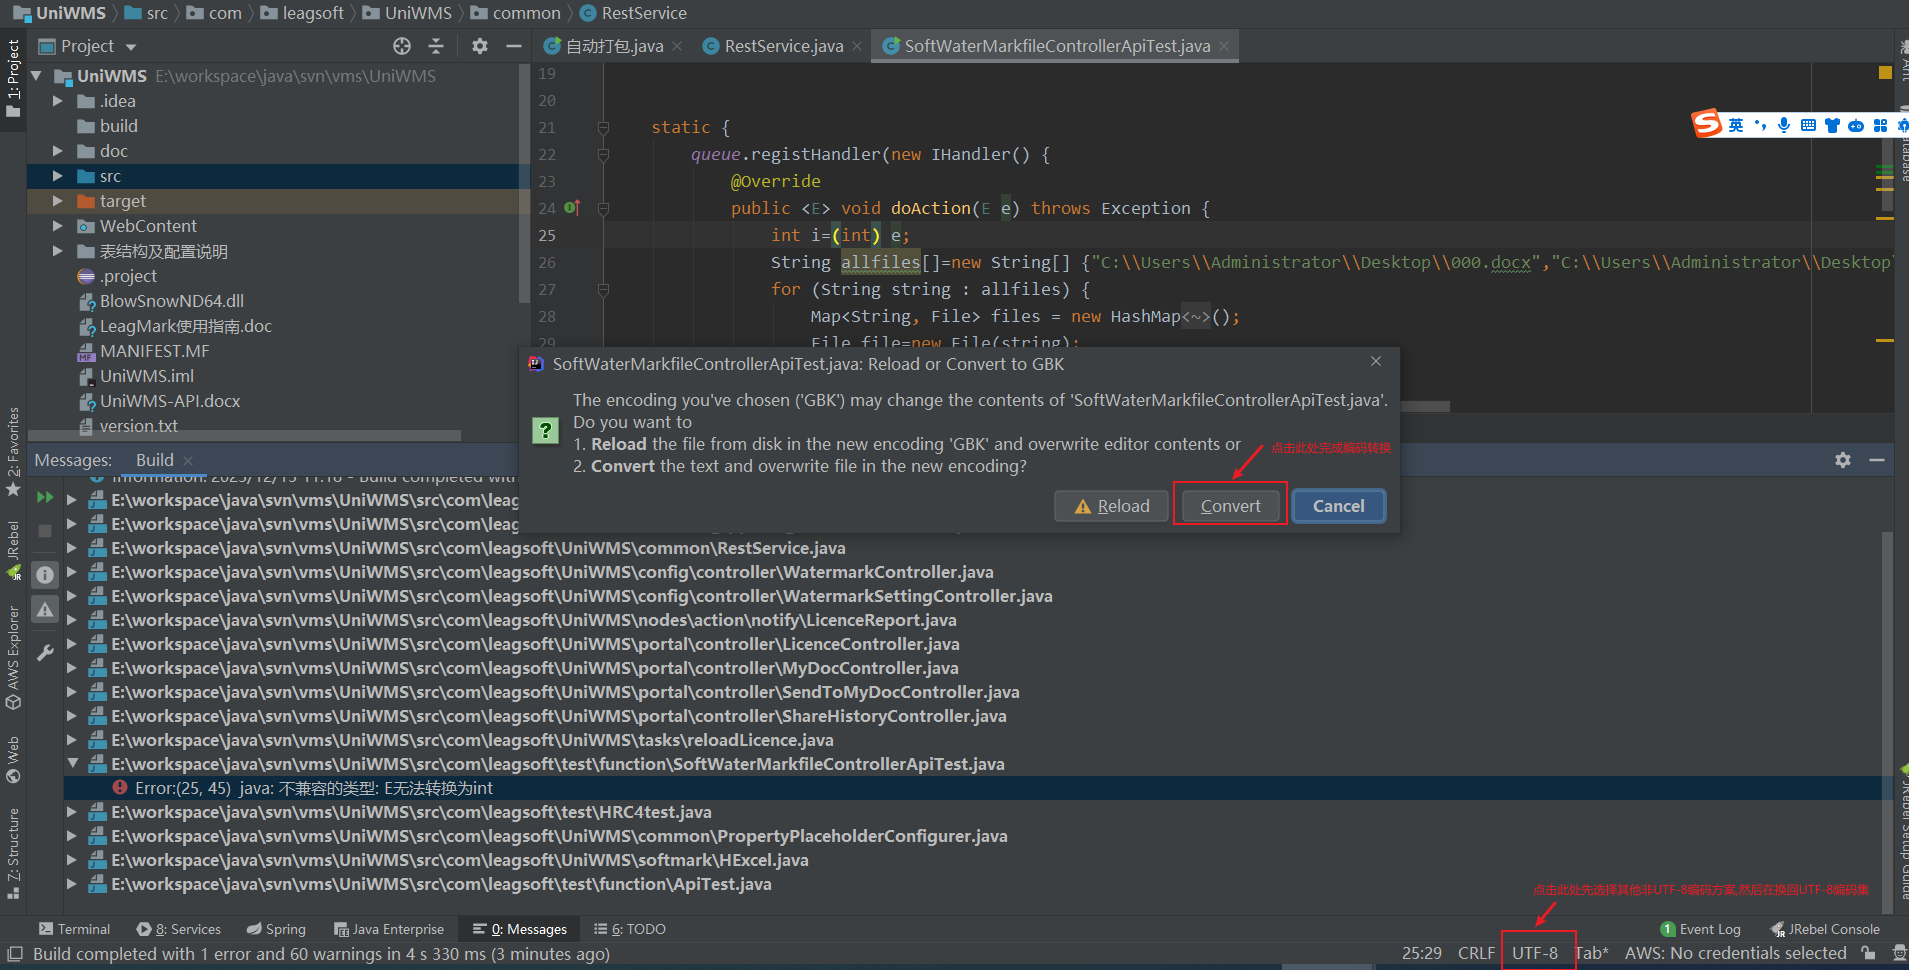 UniWMS src com leagsoft UniWMS common RestService
Project
自动打包.java RestService.java SoftWaterMarkfileControllerApiTest.java
UniWMS E:\workspace\java\svn\vms\UniWMS
.idea
build
doc
src
target
WebContent
表结构及配置说明
.project
BlowSnowND64.dll
LeagMark使用指南.doc
MANIFEST.MF
UniWMS.iml
UniWMS-API.docx
version.txt
1: Project
2: Favorites
JRebel
AWS Explorer
Web
Z: Structure
19
20
21 static {
22 queue.registHandler(new IHandler() {
23 @Override
24 public <E> void doAction(E e) throws Exception {
25 int i=(int) e;
26 String allfiles[]=new String[] {"C:\\Users\\Administrator\\Desktop\\000.docx","C:\\Users\\Administrator\\Desktop\
27 for (String string : allfiles) {
28 Map<String, File> files = new HashMap<~>();
29 File file=new File(string);
英
Ant
Database
SoftWaterMarkfileControllerApiTest.java: Reload or Convert to GBK
The encoding you've chosen ('GBK') may change the contents of 'SoftWaterMarkfileControllerApiTest.java'.
Do you want to
1. Reload the file from disk in the new encoding 'GBK' and overwrite editor contents or
2. Convert the text and overwrite file in the new encoding?
点击此处完成编码转换
Reload Convert Cancel
Messages: Build
Information: 2023/12/15 11:18 - Build completed with
E:\workspace\java\svn\vms\UniWMS\src\com\leag
E:\workspace\java\svn\vms\UniWMS\src\com\leags
E:\workspace\java\svn\vms\UniWMS\src\com\leagsoft\UniWMS\common\RestService.java
E:\workspace\java\svn\vms\UniWMS\src\com\leagsoft\UniWMS\config\controller\WatermarkController.java
E:\workspace\java\svn\vms\UniWMS\src\com\leagsoft\UniWMS\config\controller\WatermarkSettingController.java
E:\workspace\java\svn\vms\UniWMS\src\com\leagsoft\UniWMS\nodes\action\notify\LicenceReport.java
E:\workspace\java\svn\vms\UniWMS\src\com\leagsoft\UniWMS\portal\controller\LicenceController.java
E:\workspace\java\svn\vms\UniWMS\src\com\leagsoft\UniWMS\portal\controller\MyDocController.java
E:\workspace\java\svn\vms\UniWMS\src\com\leagsoft\UniWMS\portal\controller\SendToMyDocController.java
E:\workspace\java\svn\vms\UniWMS\src\com\leagsoft\UniWMS\portal\controller\ShareHistoryController.java
E:\workspace\java\svn\vms\UniWMS\src\com\leagsoft\UniWMS\tasks\reloadLicence.java
E:\workspace\java\svn\vms\UniWMS\src\com\leagsoft\test\function\SoftWaterMarkfileControllerApiTest.java
Error:(25, 45) java: 不兼容的类型: E无法转换为int
E:\workspace\java\svn\vms\UniWMS\src\com\leagsoft\test\HRC4test.java
E:\workspace\java\svn\vms\UniWMS\src\com\leagsoft\UniWMS\common\PropertyPlaceholderConfigurer.java
E:\workspace\java\svn\vms\UniWMS\src\com\leagsoft\UniWMS\softmark\HExcel.java
E:\workspace\java\svn\vms\UniWMS\src\com\leagsoft\test\function\ApiTest.java
JRebel Setup Guide
点击此处先选择其他非UTF-8编码方案,然后在换回UTF-8编码集
Terminal 8: Services Spring Java Enterprise 0: Messages 6: TODO 1 Event Log JRebel Console
Build completed with 1 error and 60 warnings in 4 s 330 ms (3 minutes ago) 25:29 CRLF UTF-8 Tab* AWS: No credentials selected